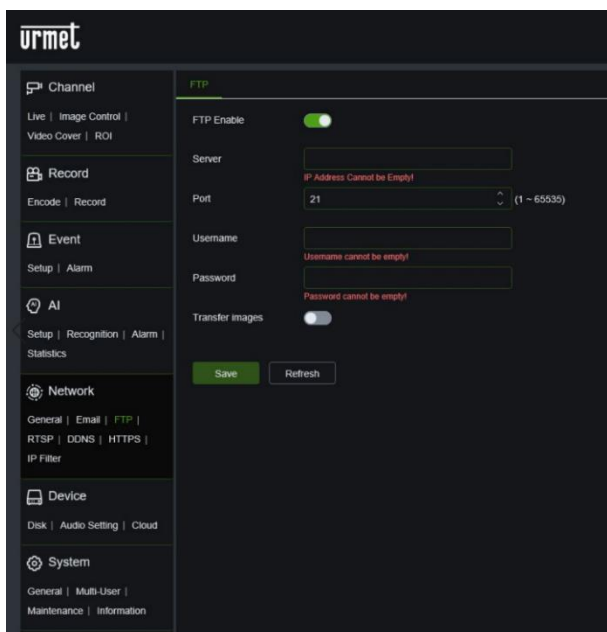 urmet
Channel
Live | Image Control |
Video Cover | ROI
Record
Encode | Record
Event
Setup | Alarm
AI
Setup | Recognition | Alarm |
Statistics
Network
General | Email | FTP |
RTSP | DDNS | HTTPS |
IP Filter
Device
Disk | Audio Setting | Cloud
System
General | Multi-User |
Maintenance | Information
FTP
FTP Enable
Server
IP Address Cannot be Empty!
Port 21 (1 ~ 65535)
Username
Username cannot be empty!
Password
Password cannot be empty!
Transfer images
Save Refresh